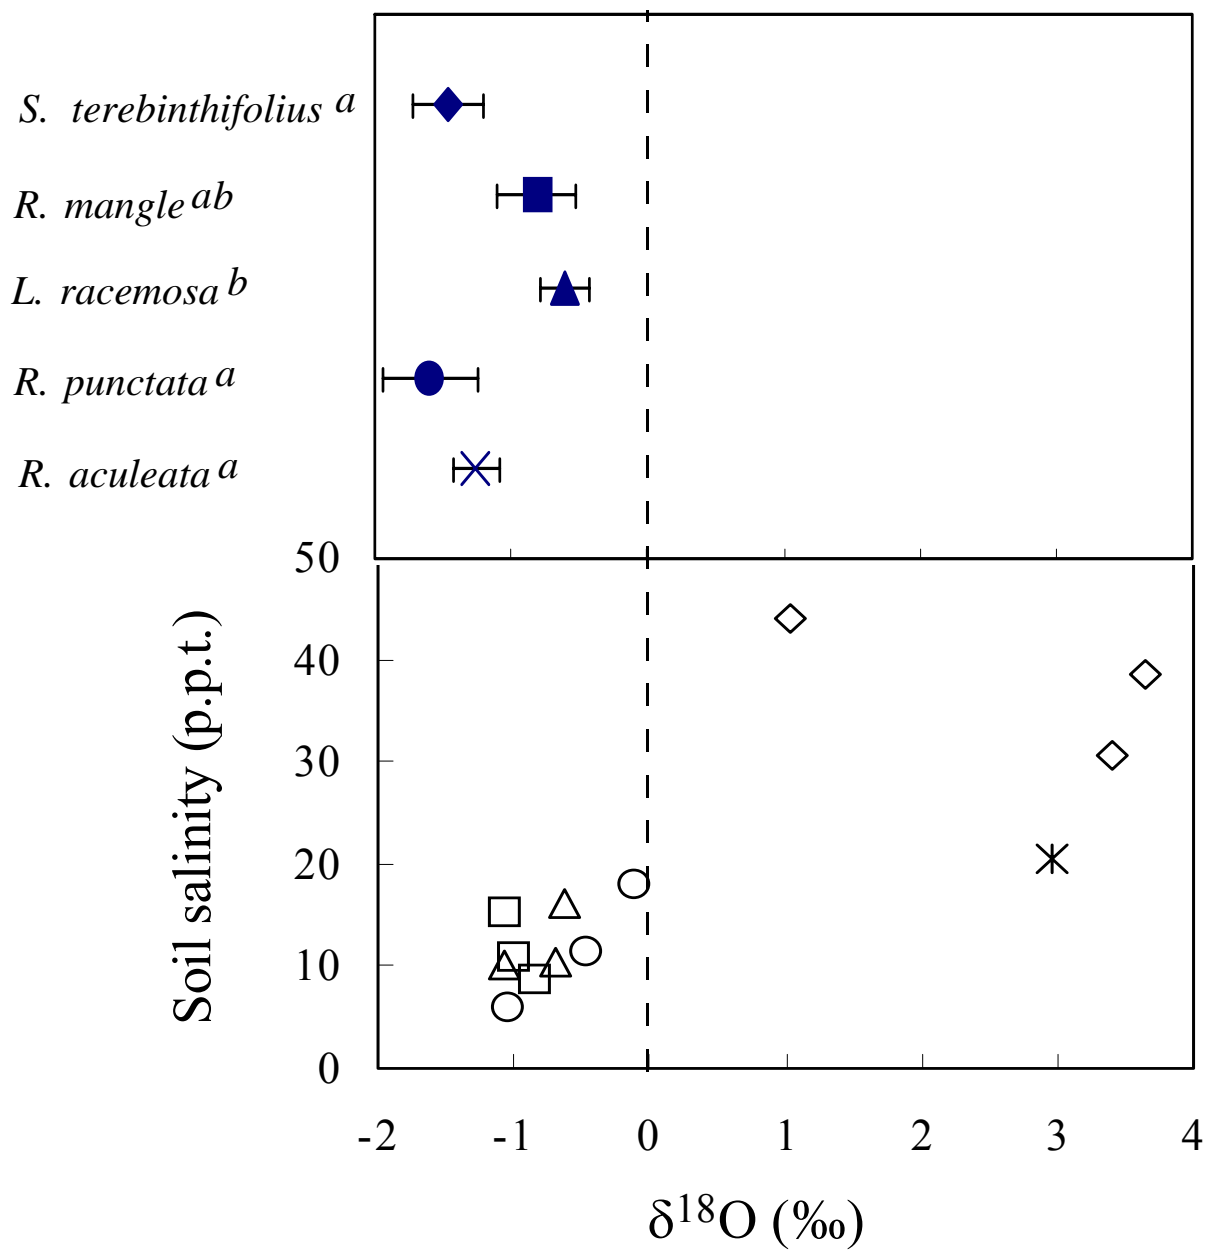 S. terebinthifolius a
R. mangle ab
L. racemosa b
R. punctata a
R. aculeata a
50
40
30
20
10
0
Soil salinity (p.p.t.)
-2 -1 0 1 2 3 4
δ18O (‰)